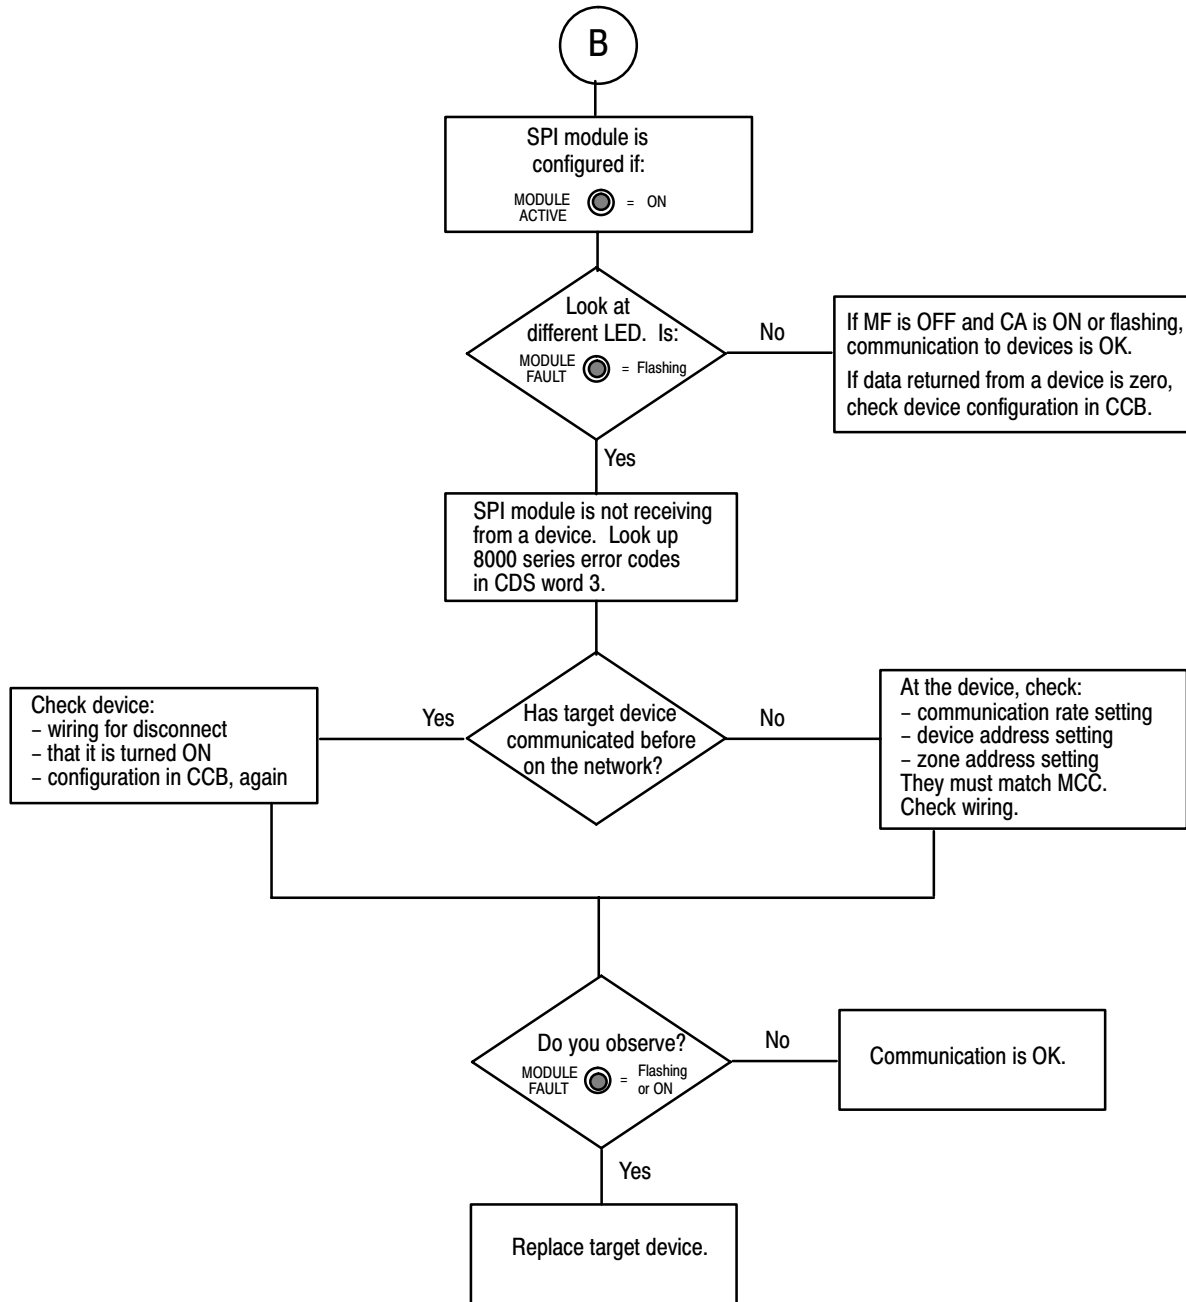 B
SPI module is
configured if:
MODULE
ACTIVE = ON
Look at
different LED. Is:
MODULE
FAULT = Flashing
No
If MF is OFF and CA is ON or flashing,
communication to devices is OK.
If data returned from a device is zero,
check device configuration in CCB.
Yes
SPI module is not receiving
from a device. Look up
8000 series error codes
in CDS word 3.
Check device:
– wiring for disconnect
– that it is turned ON
– configuration in CCB, again
Yes
Has target device
communicated before
on the network?
No
At the device, check:
– communication rate setting
– device address setting
– zone address setting
They must match MCC.
Check wiring.
Do you observe?
MODULE
FAULT = Flashing
or ON
No
Communication is OK.
Yes
Replace target device.